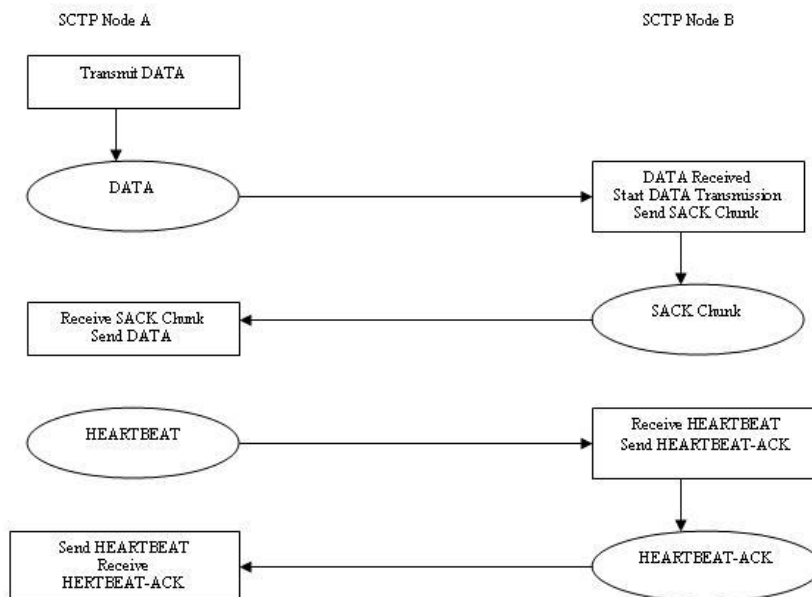 SCTP Node A
SCTP Node B
Transmit DATA
DATA
DATA Received
Start DATA Transmission
Send SACK Chunk
SACK Chunk
Receive SACK Chunk
Send DATA
HEARTBEAT
Receive HEARTBEAT
Send HEARTBEAT-ACK
HEARTBEAT-ACK
Send HEARTBEAT
Receive
HERTBEAT-ACK